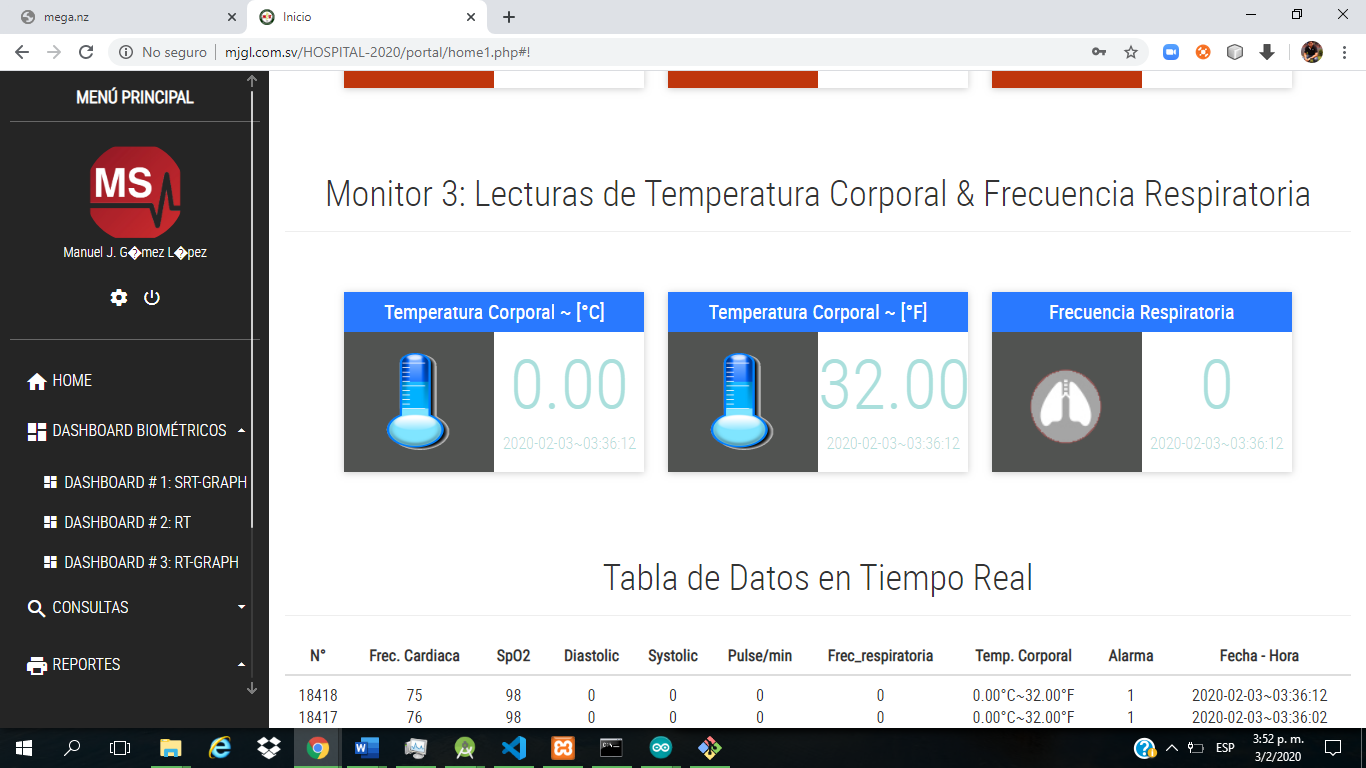 mega.nz
Inicio
No seguro
mjgl.com.sv/HOSPITAL-2020/portal/home1.php#!
MENÚ PRINCIPAL
MS
Manuel J. G�mez L�pez
HOME
DASHBOARD BIOMÉTRICOS
DASHBOARD # 1: SRT-GRAPH
DASHBOARD # 2: RT
DASHBOARD # 3: RT-GRAPH
CONSULTAS
REPORTES
Monitor 3: Lecturas de Temperatura Corporal & Frecuencia Respiratoria
Temperatura Corporal ~ [°C]
0.00
2020-02-03~03:36:12
Temperatura Corporal ~ [°F]
32.00
2020-02-03~03:36:12
Frecuencia Respiratoria
0
2020-02-03~03:36:12
Tabla de Datos en Tiempo Real
N° Frec. Cardiaca SpO2 Diastolic Systolic Pulse/min Frec_respiratoria Temp. Corporal Alarma Fecha - Hora
18418 75 98 0 0 0 0 0.00°C~32.00°F 1 2020-02-03~03:36:12
18417 76 98 0 0 0 0 0.00°C~32.00°F 1 2020-02-03~03:36:02
ESP
3:52 p. m.
3/2/2020